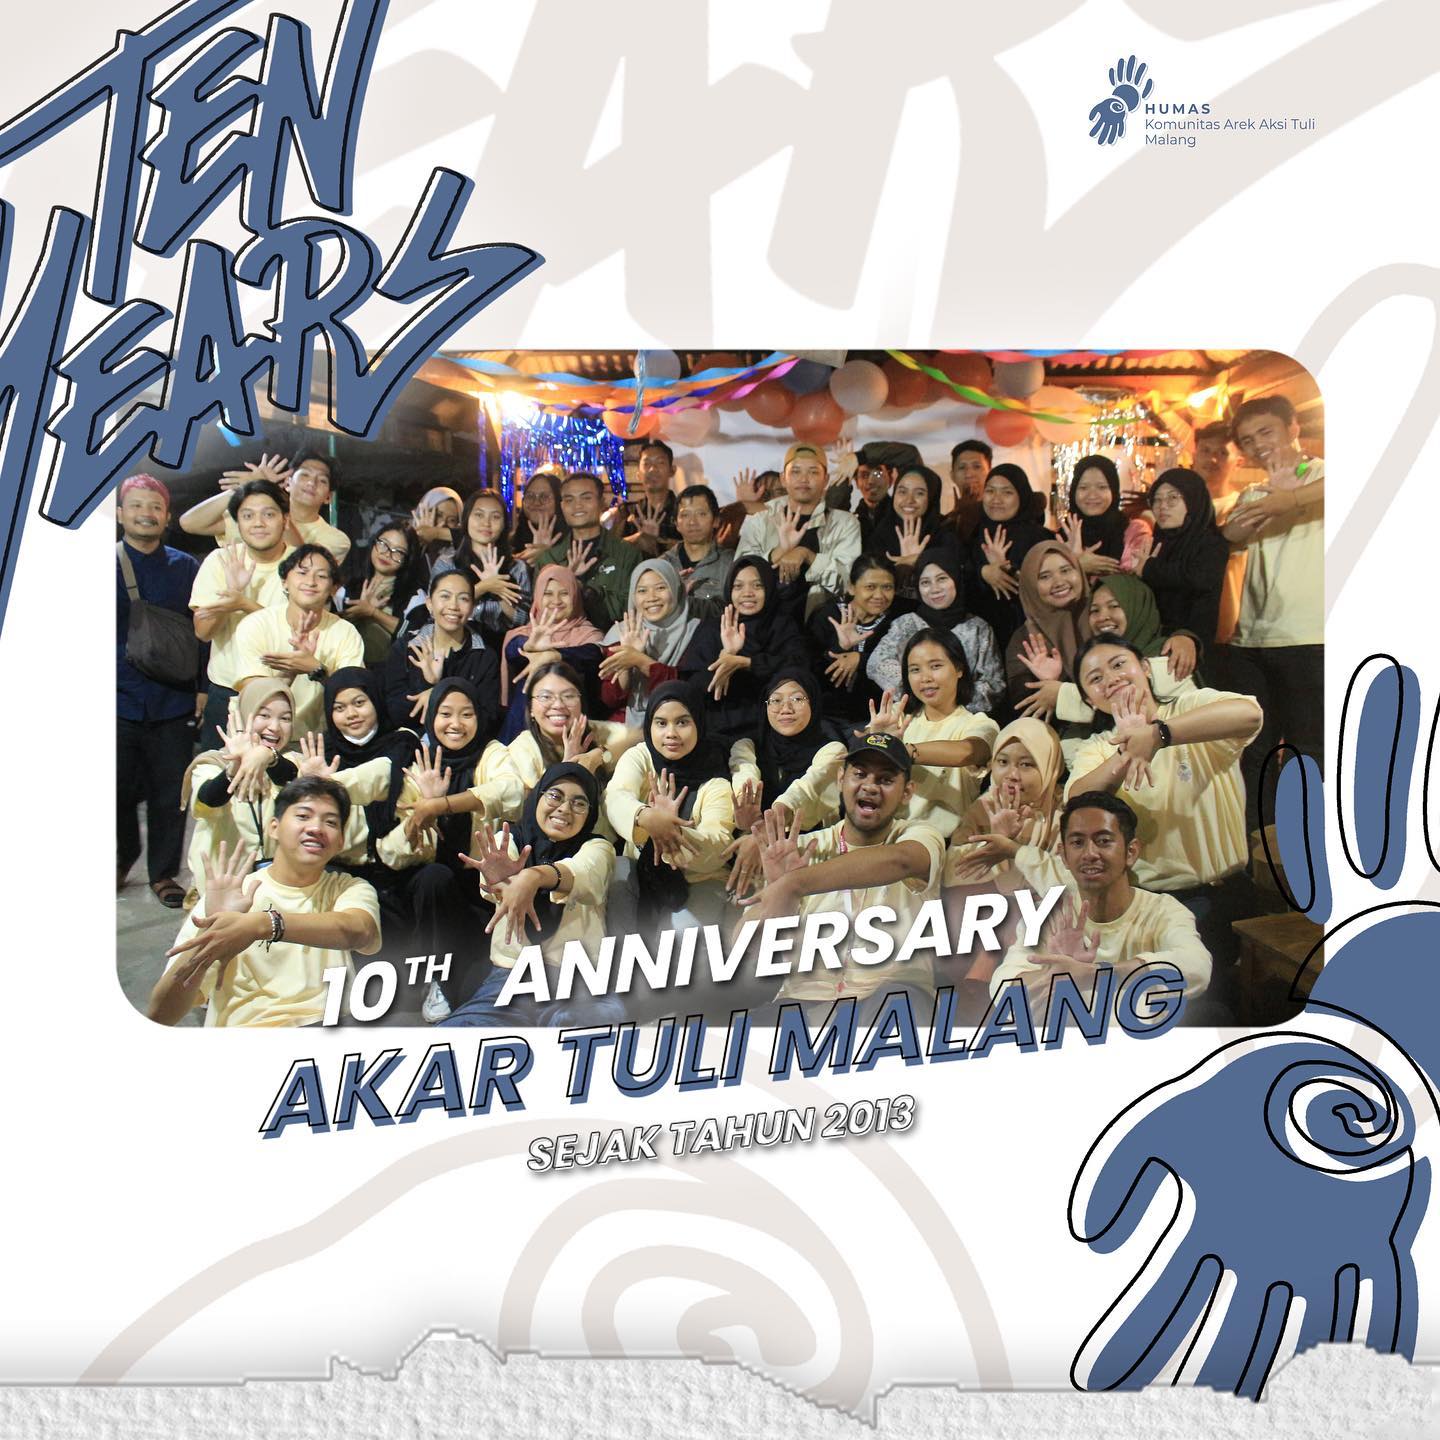 TEN
YEARS
HUMAS
Komunitas Arek Aksi Tuli
Malang
10TH ANNIVERSARY
AKAR TULI MALANG
SEJAK TAHUN 2013